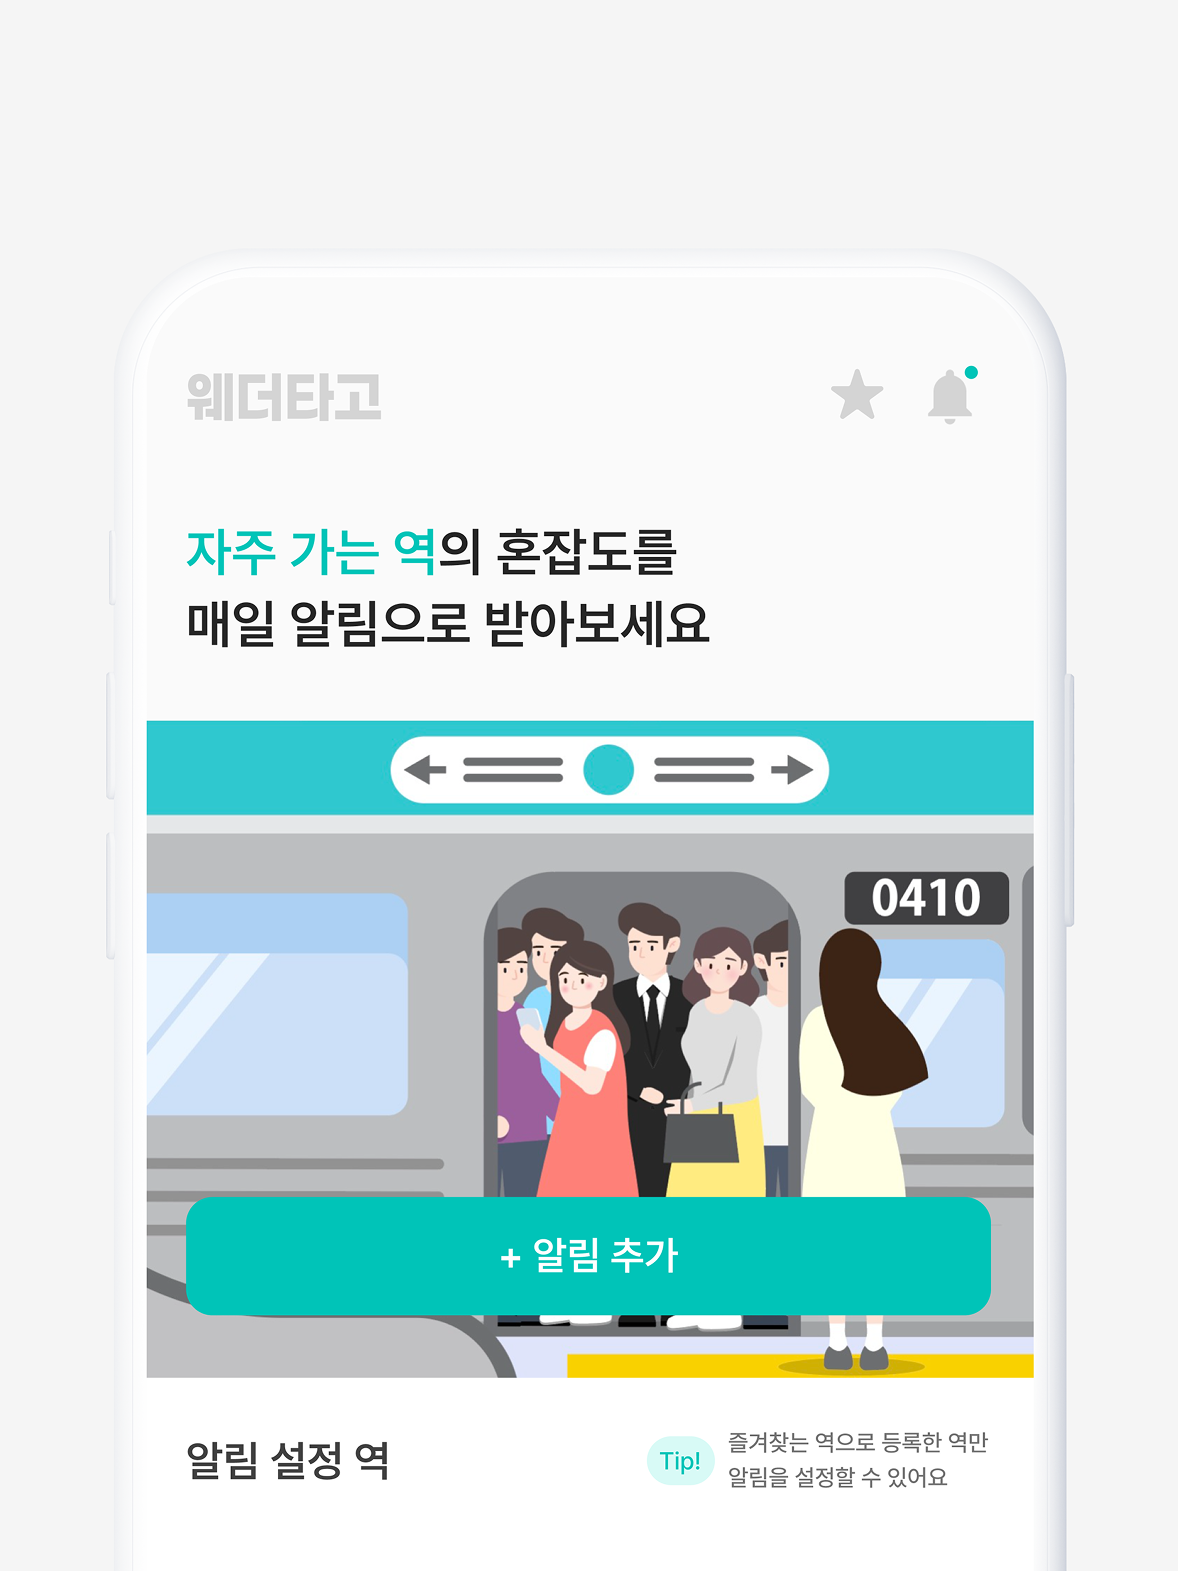 웨더타고
자주 가는 역의 혼잡도를
매일 알림으로 받아보세요
0410
+ 알림 추가
알림 설정 역
Tip!
즐겨찾는 역으로 등록한 역만
알림을 설정할 수 있어요